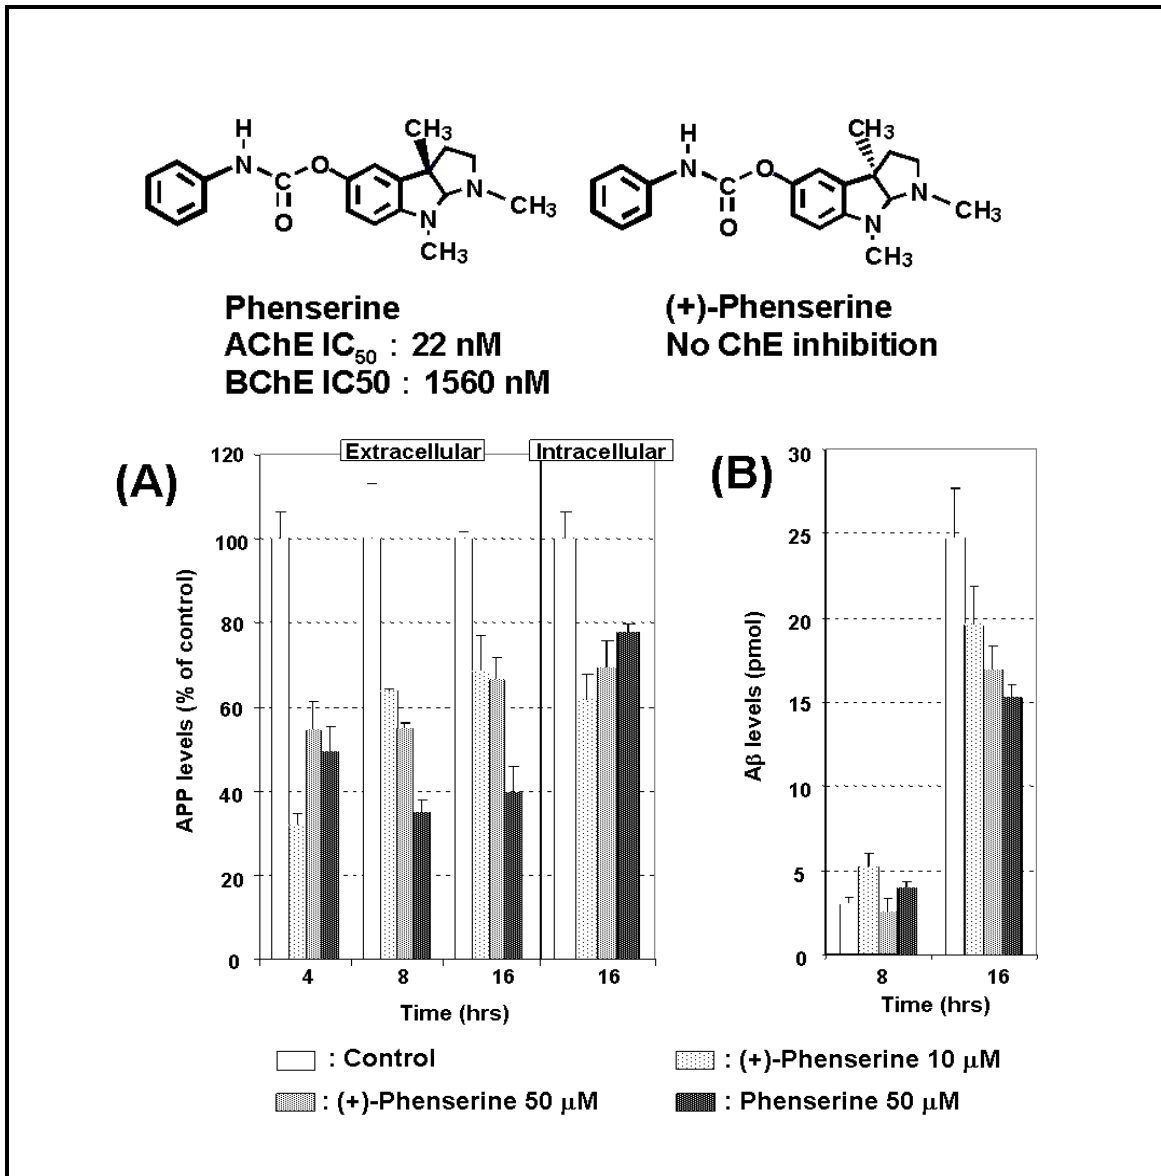 H
N
C
O
O
CH3
N
N
CH3
CH3
H
N
C
O
O
CH3
N
N
CH3
CH3
Phenserine
AChE IC50 : 22 nM
BChE IC50 : 1560 nM
(+)-Phenserine
No ChE inhibition
(A)
Extracellular
Intracellular
APP levels (% of control)
120
100
80
60
40
20
0
4
8
16
16
Time (hrs)
(B)
Aβ levels (pmol)
30
25
20
15
10
5
0
8
16
Time (hrs)
: Control
: (+)-Phenserine 10 μM
: (+)-Phenserine 50 μM
: Phenserine 50 μM